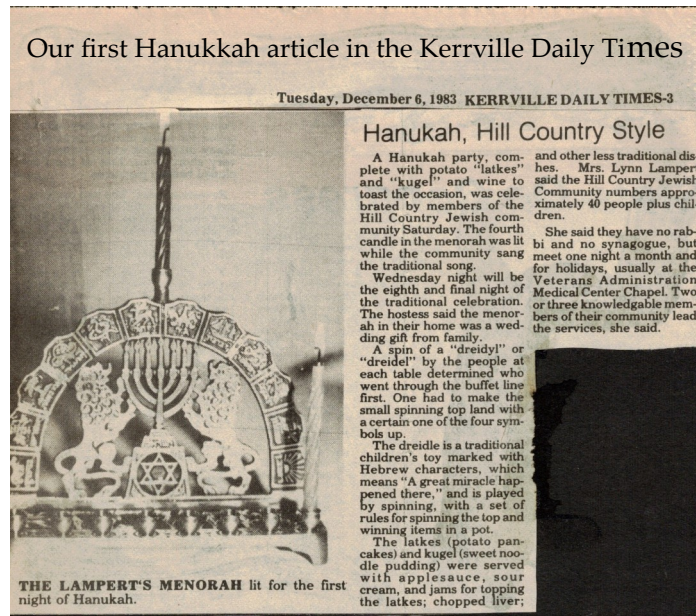 Our first Hanukkah article in the Kerrville Daily Times
Tuesday, December 6, 1983 KERRVILLE DAILY TIMES-3
Hanukah, Hill Country Style
A Hanukah party, com-
plete with potato "latkes"
and "kugel" and wine to
toast the occasion, was cele-
brated by members of the
Hill Country Jewish com-
munity Saturday. The fourth
candle in the menorah was lit
while the community sang
the traditional song.
Wednesday night will be
the eighth and final night of
the traditional celebration.
The hostess said the menor-
ah in their home was a wed-
ding gift from family.
A spin of a "dreidyl" or
"dreidel" by the people at
each table determined who
went through the buffet line
first. One had to make the
small spinning top land with
a certain one of the four sym-
bols up.
The dreidle is a traditional
children's toy marked with
Hebrew characters, which
means "A great miracle hap-
pened there," and is played
by spinning, with a set of
rules for spinning the top and
winning items in a pot.
The latkes (potato pan-
cakes) and kugel (sweet noo-
dle pudding) were served
with applesauce, sour
cream, and jams for topping
the latkes; chopped liver;
and other less traditional dis-
hes. Mrs. Lynn Lampert
said the Hill Country Jewish
Community numbers appro-
ximately 40 people plus chil-
dren.
She said they have no rab-
bi and no synagogue, but
meet one night a month and
for holidays, usually at the
Veterans Administration
Medical Center Chapel. Two
or three knowledgable mem-
bers of their community lead
the services, she said.
THE LAMPERT'S MENORAH lit for the first
night of Hanukah.